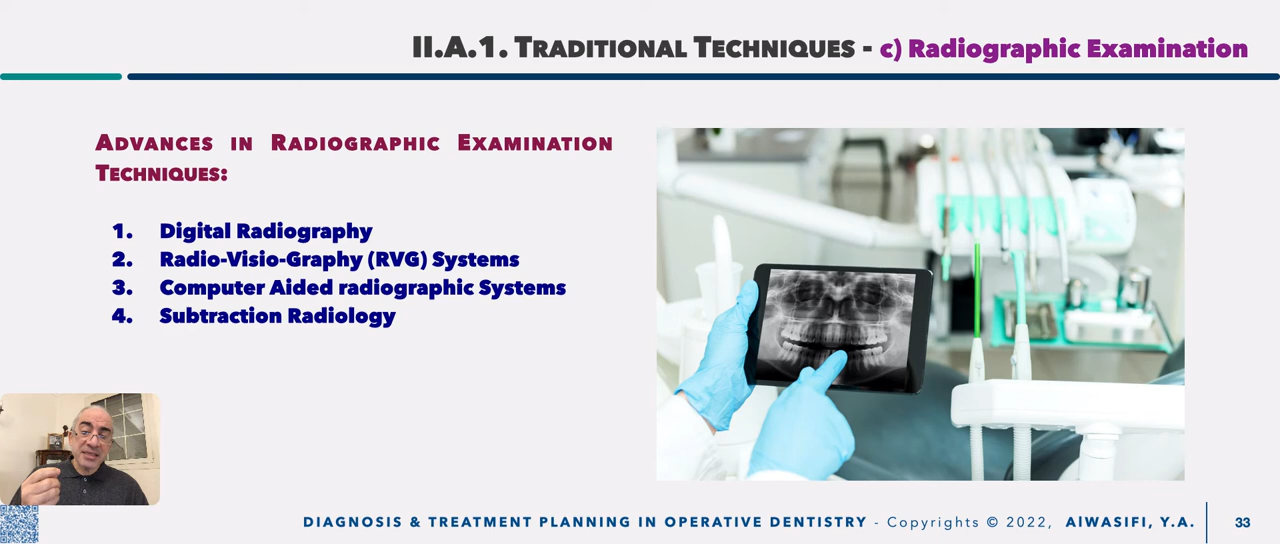 II.A.1. TRADITIONAL TECHNIQUES - c) Radiographic Examination
ADVANCES IN RADIOGRAPHIC EXAMINATION
TECHNIQUES:
1. Digital Radiography
2. Radio-Visio-Graphy (RVG) Systems
3. Computer Aided radiographic Systems
4. Subtraction Radiology
DIAGNOSIS & TREATMENT PLANNING IN OPERATIVE DENTISTRY - Copyrights © 2022, AlWASIFI, Y.A. 33